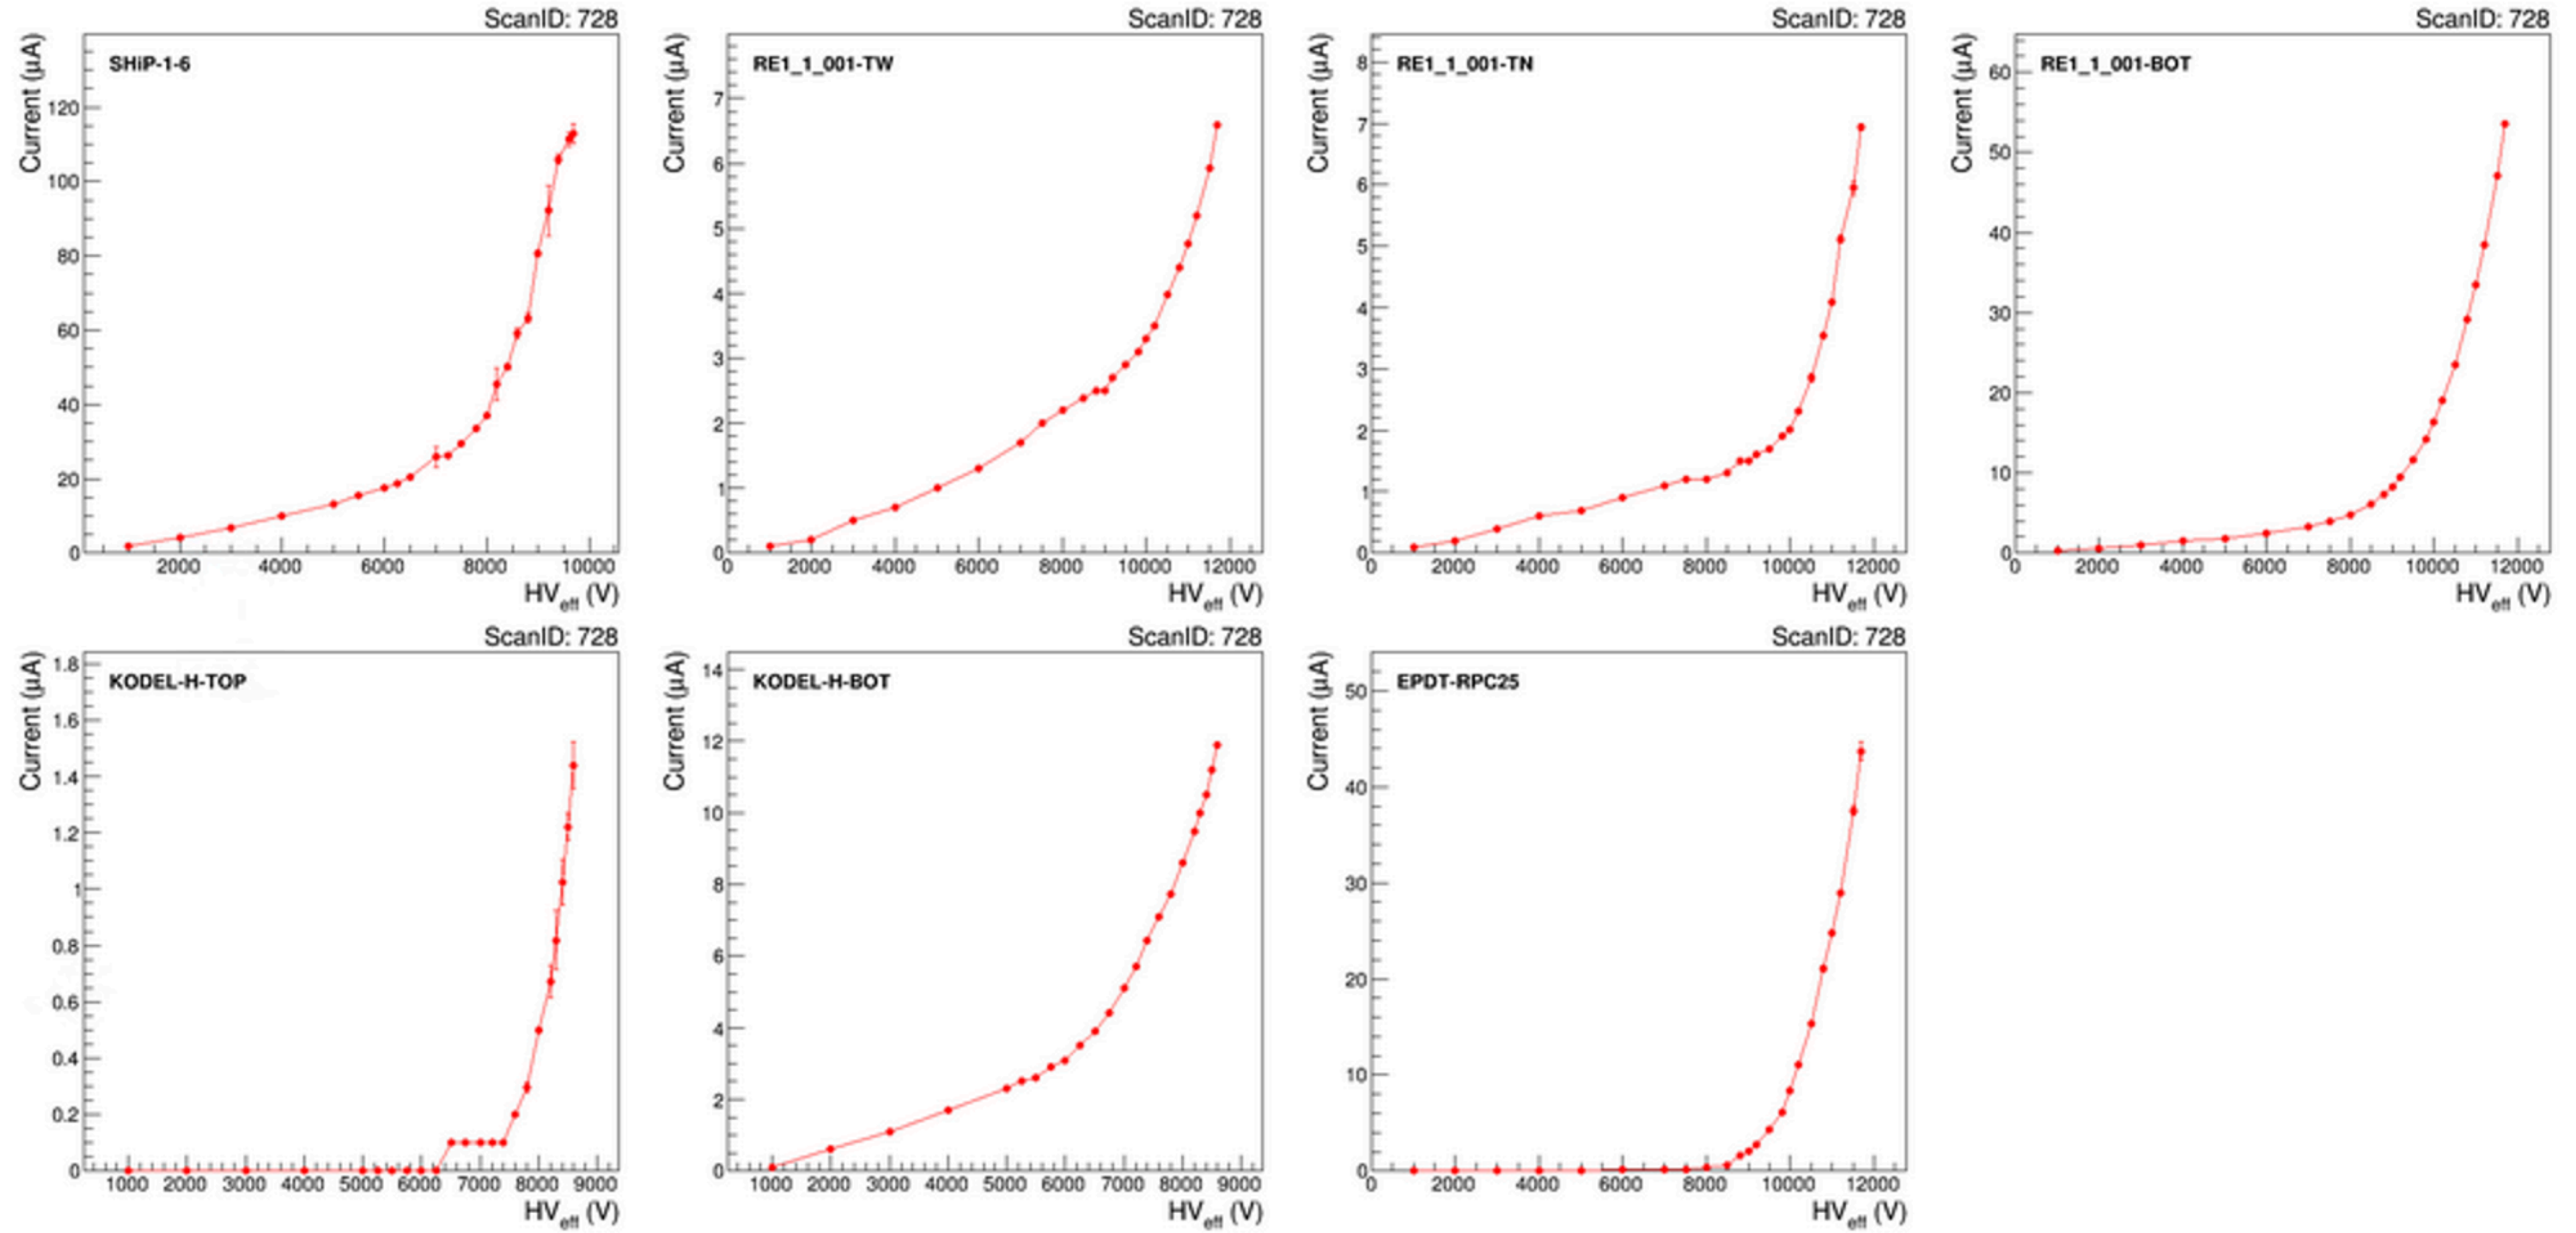 ScanID: 728
Current (μA)
SHiP-1-6
120
100
80
60
40
20
0
2000 4000 6000 8000 10000
HVeff (V)
ScanID: 728
Current (μA)
RE1_1_001-TW
7
6
5
4
3
2
1
0
0 2000 4000 6000 8000 10000 12000
HVeff (V)
ScanID: 728
Current (μA)
RE1_1_001-TN
8
7
6
5
4
3
2
1
0
0 2000 4000 6000 8000 10000 12000
HVeff (V)
ScanID: 728
Current (μA)
RE1_1_001-BOT
60
50
40
30
20
10
0
0 2000 4000 6000 8000 10000 12000
HVeff (V)
ScanID: 728
Current (μA)
KODEL-H-TOP
1.8
1.6
1.4
1.2
1
0.8
0.6
0.4
0.2
0
1000 2000 3000 4000 5000 6000 7000 8000 9000
HVeff (V)
ScanID: 728
Current (μA)
KODEL-H-BOT
14
12
10
8
6
4
2
0
1000 2000 3000 4000 5000 6000 7000 8000 9000
HVeff (V)
ScanID: 728
Current (μA)
EPDT-RPC25
50
40
30
20
10
0
0 2000 4000 6000 8000 10000 12000
HVeff (V)